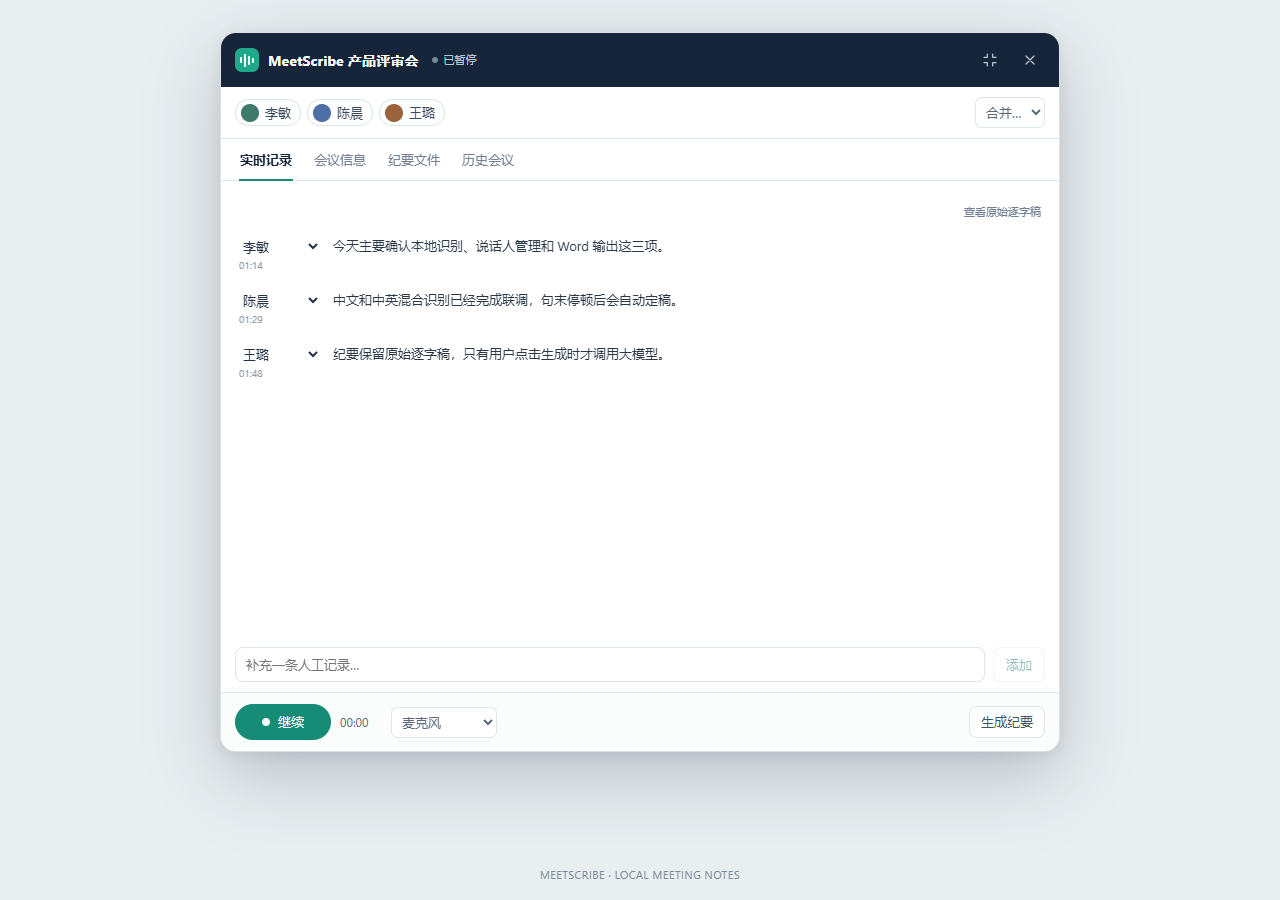 MeetScribe 产品评审会 已暂停
李敏 陈晨 王璐 合并...
实时记录 会议信息 纪要文件 历史会议
查看原始逐字稿
李敏 今天主要确认本地识别、说话人管理和 Word 输出这三项。
01:14
陈晨 中文和中英混合识别已经完成联调，句末停顿后会自动定稿。
01:29
王璐 纪要保留原始逐字稿，只有用户点击生成时才调用大模型。
01:48
补充一条人工记录... 添加
继续 00:00 麦克风 生成纪要
MEETSCRIBE · LOCAL MEETING NOTES